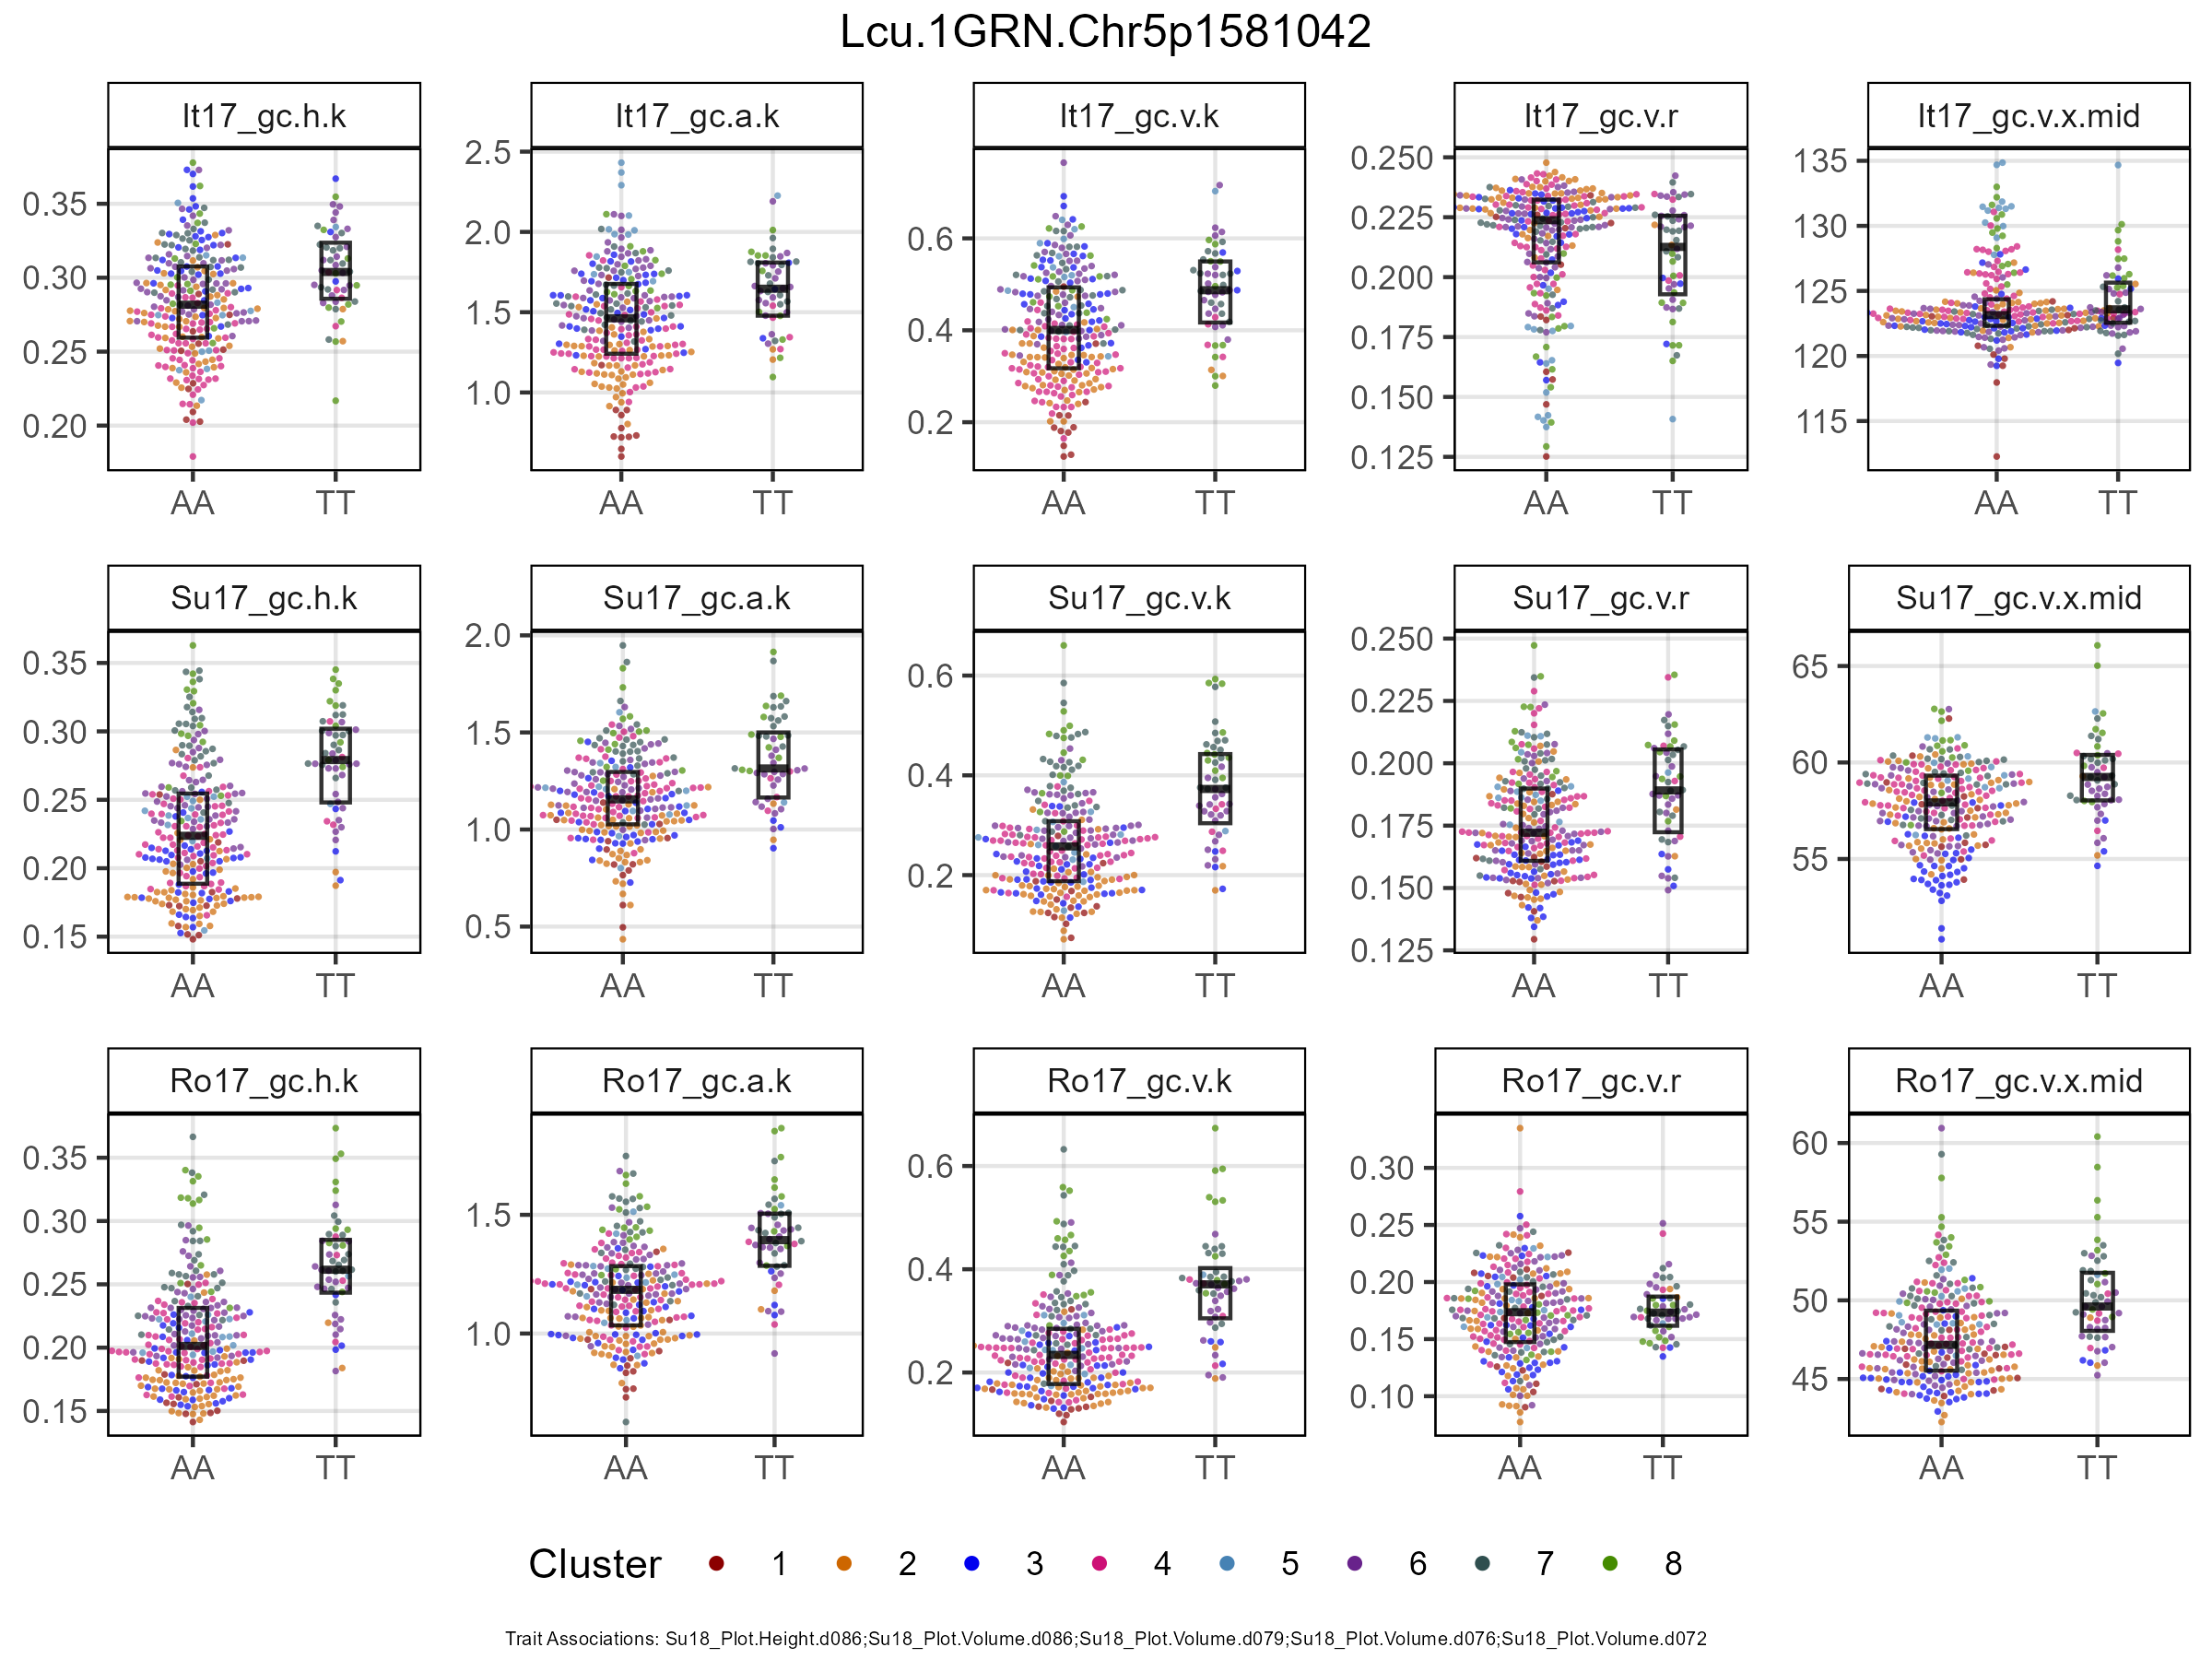 Lcu.1GRN.Chr5p1581042
It17_gc.h.k It17_gc.a.k It17_gc.v.k It17_gc.v.r It17_gc.v.x.mid
0.35 0.30 0.25 0.20
2.5 2.0 1.5 1.0
0.6 0.4 0.2
0.250 0.225 0.200 0.175 0.150 0.125
135 130 125 120 115
AA TT AA TT AA TT AA TT AA TT
Su17_gc.h.k Su17_gc.a.k Su17_gc.v.k Su17_gc.v.r Su17_gc.v.x.mid
0.35 0.30 0.25 0.20 0.15
2.0 1.5 1.0 0.5
0.6 0.4 0.2
0.250 0.225 0.200 0.175 0.150 0.125
65 60 55
AA TT AA TT AA TT AA TT AA TT
Ro17_gc.h.k Ro17_gc.a.k Ro17_gc.v.k Ro17_gc.v.r Ro17_gc.v.x.mid
0.35 0.30 0.25 0.20 0.15
1.5 1.0
0.6 0.4 0.2
0.30 0.25 0.20 0.15 0.10
60 55 50 45
AA TT AA TT AA TT AA TT AA TT
Cluster 1 2 3 4 5 6 7 8
Trait Associations: Su18_Plot.Height.d086;Su18_Plot.Volume.d086;Su18_Plot.Volume.d079;Su18_Plot.Volume.d076;Su18_Plot.Volume.d072